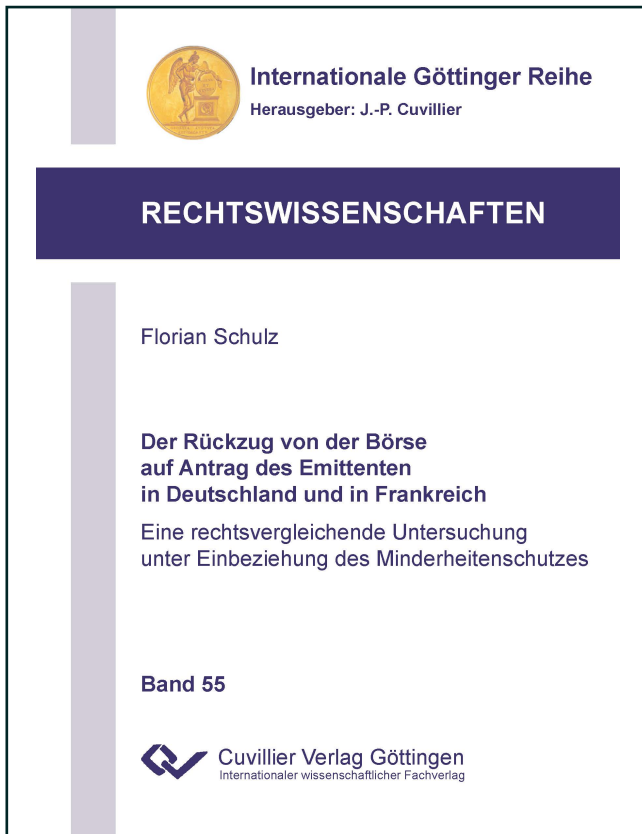 Internationale Göttinger Reihe
Herausgeber: J.-P. Cuvillier
RECHTSWISSENSCHAFTEN
Florian Schulz
Der Rückzug von der Börse
auf Antrag des Emittenten
in Deutschland und in Frankreich
Eine rechtsvergleichende Untersuchung
unter Einbeziehung des Minderheitenschutzes
Band 55
Cuvillier Verlag Göttingen
Internationaler wissenschaftlicher Fachverlag